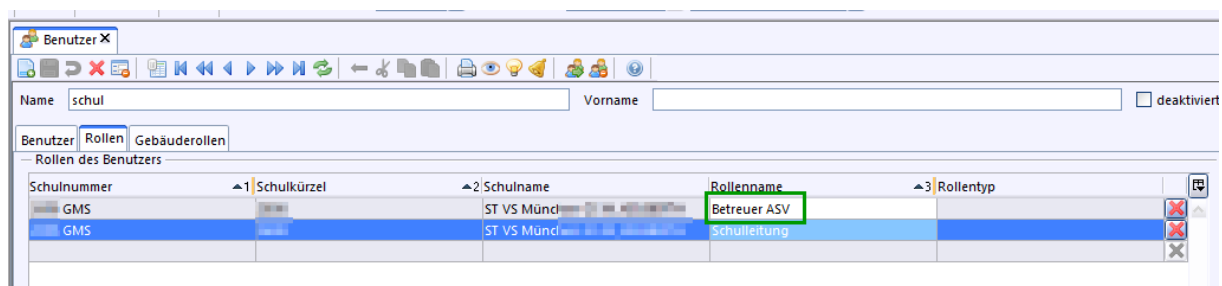 Benutzer
Name schul Vorname deaktiviert
Benutzer Rollen Gebäuderollen
Rollen des Benutzers
Schulnummer 1 Schulkürzel 2 Schulname Rollenname 3 Rollentyp
GMS ST VS Münc Betreuer ASV
GMS ST VS Münc Schulleitung